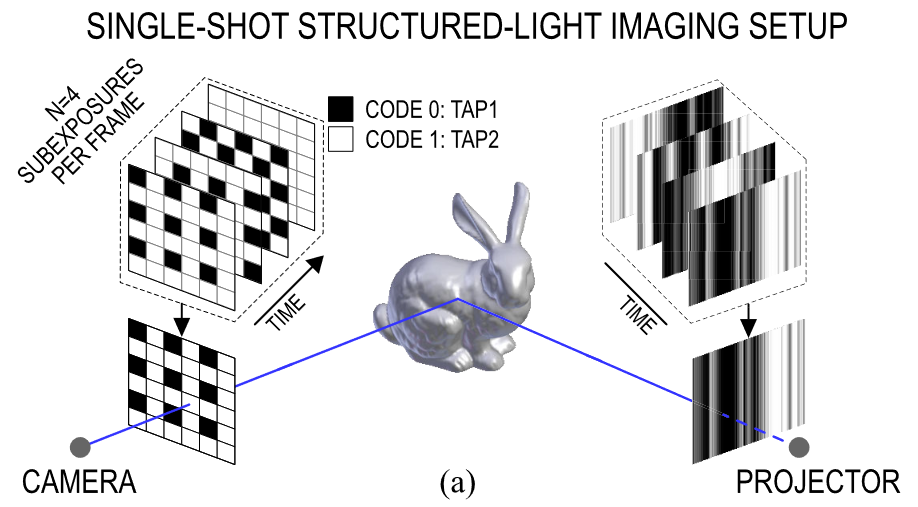 SINGLE-SHOT STRUCTURED-LIGHT IMAGING SETUP
N=4
SUBEXPOSURES
PER FRAME
CODE 0: TAP1
CODE 1: TAP2
TIME
TIME
CAMERA
(a)
PROJECTOR